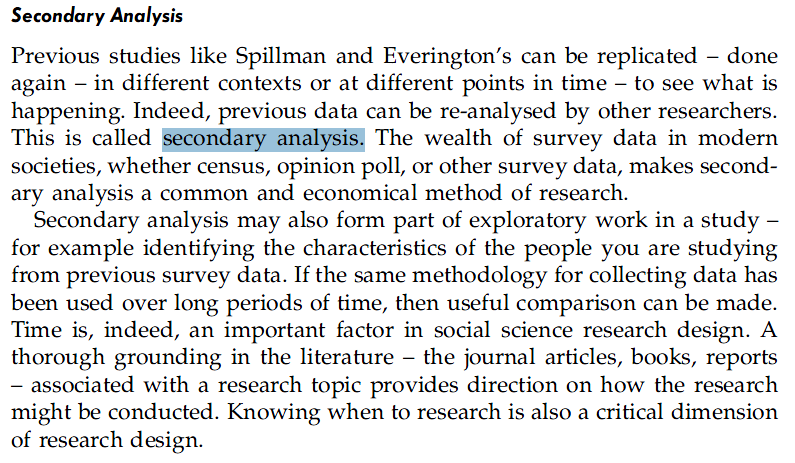 Secondary Analysis
Previous studies like Spillman and Everington's can be replicated – done
again – in different contexts or at different points in time – to see what is
happening. Indeed, previous data can be re-analysed by other researchers.
This is called secondary analysis. The wealth of survey data in modern
societies, whether census, opinion poll, or other survey data, makes second-
ary analysis a common and economical method of research.
Secondary analysis may also form part of exploratory work in a study –
for example identifying the characteristics of the people you are studying
from previous survey data. If the same methodology for collecting data has
been used over long periods of time, then useful comparison can be made.
Time is, indeed, an important factor in social science research design. A
thorough grounding in the literature – the journal articles, books, reports
– associated with a research topic provides direction on how the research
might be conducted. Knowing when to research is also a critical dimension
of research design.